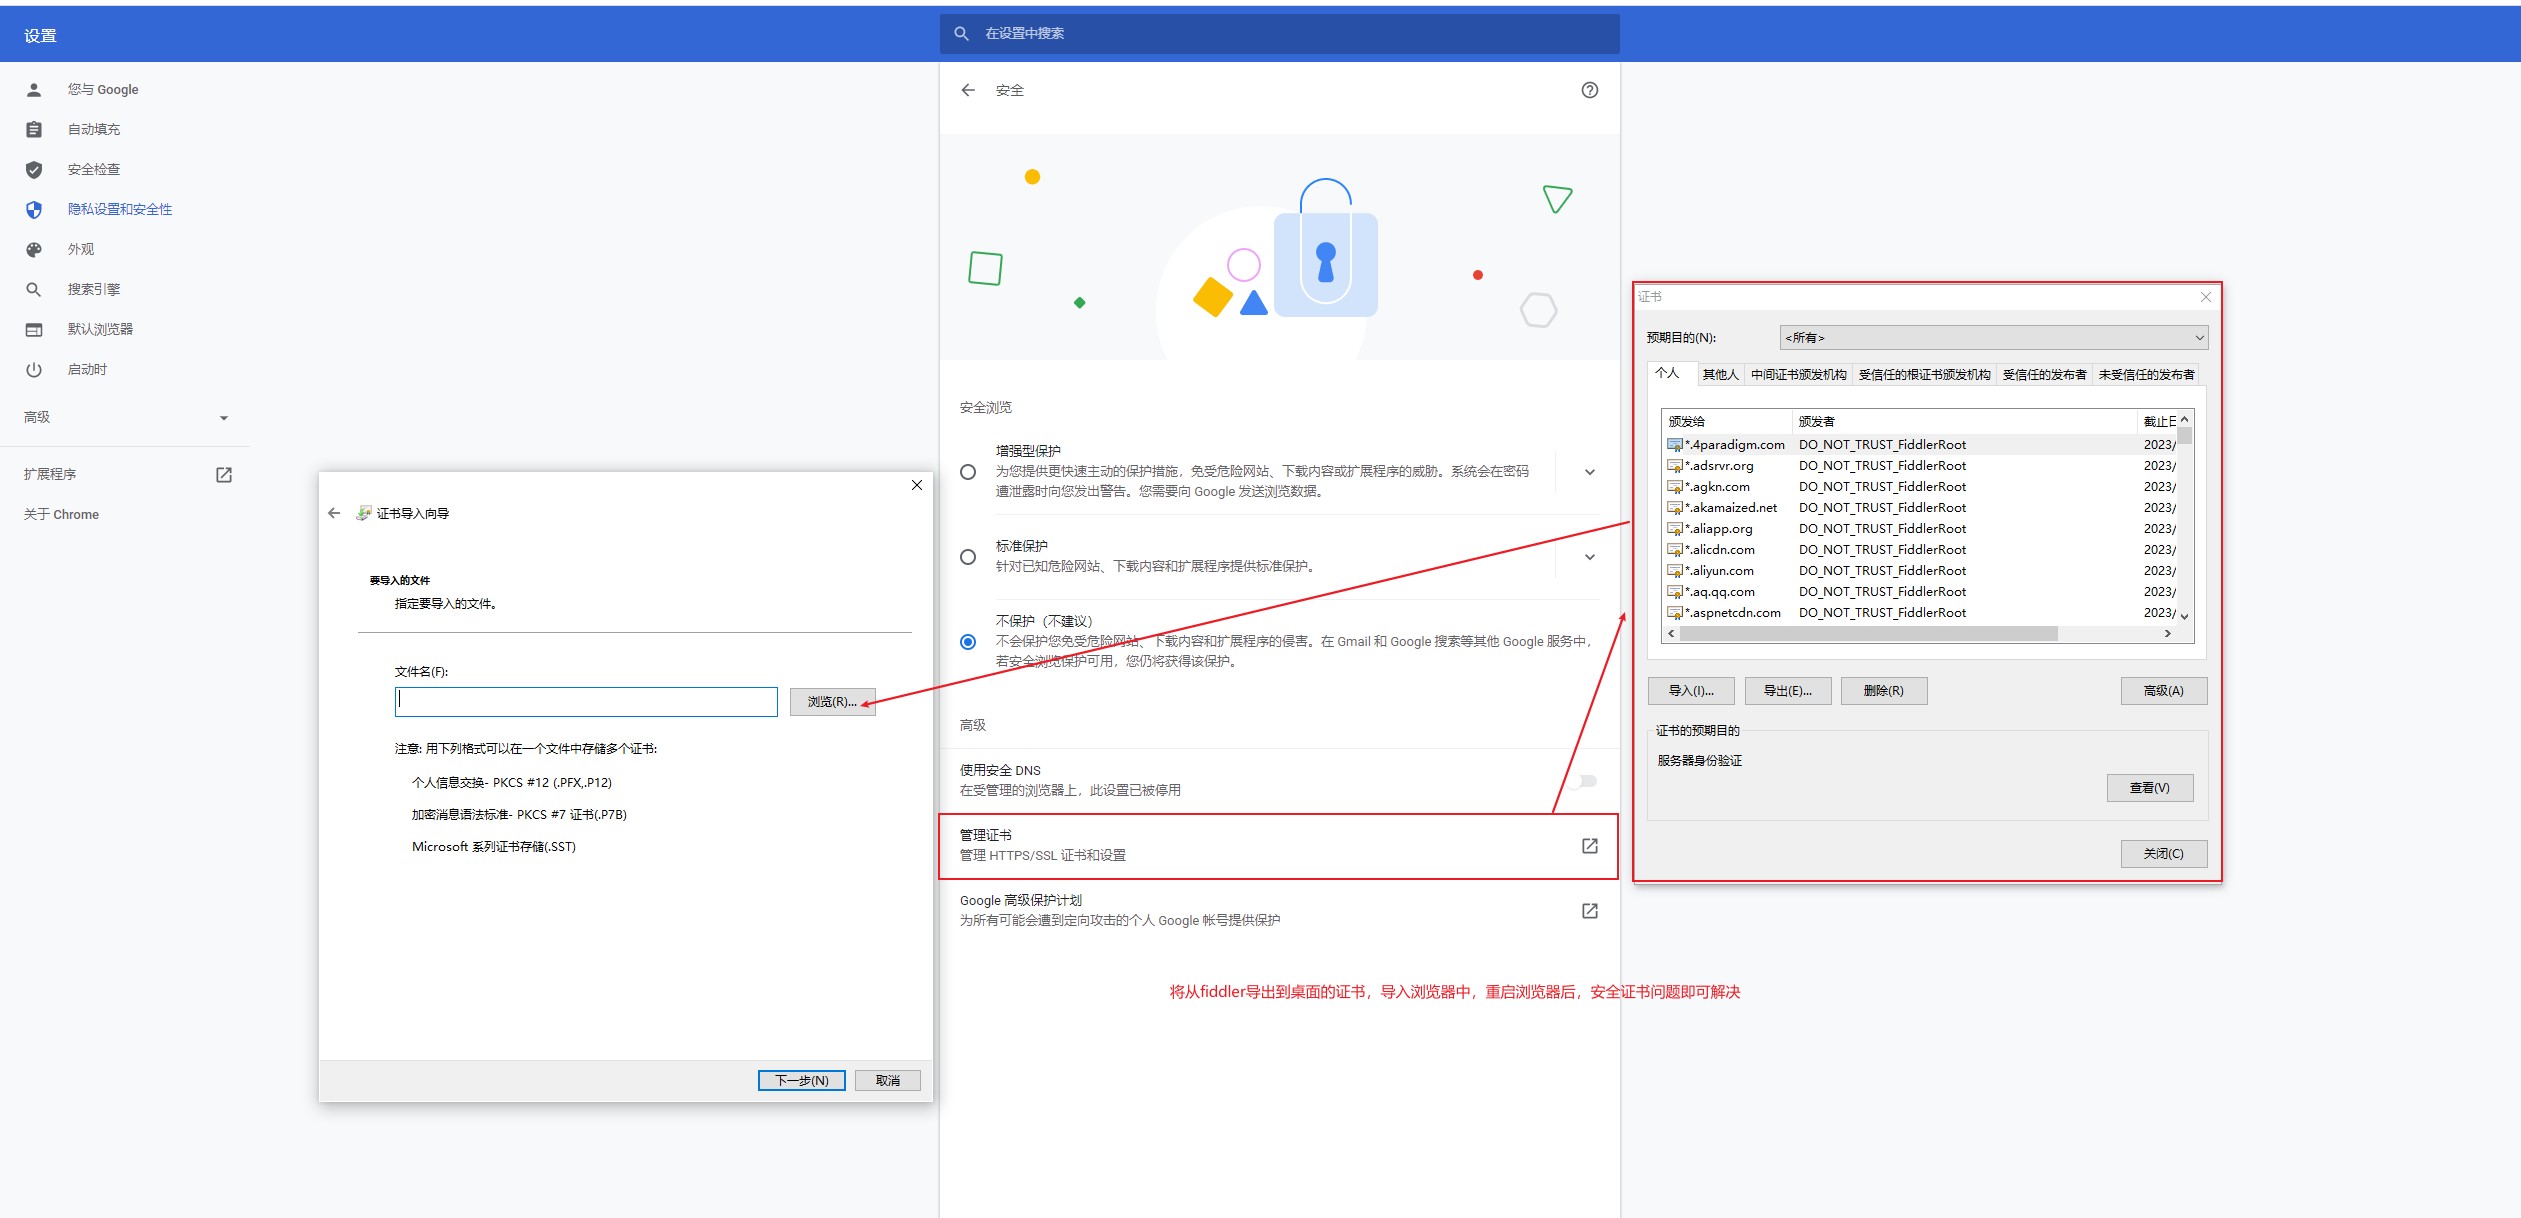 设置
在设置中搜索
您与 Google
自动填充
安全检查
隐私设置和安全性
外观
搜索引擎
默认浏览器
启动时
高级
扩展程序
关于 Chrome
安全
安全浏览
增强型保护
为您提供更快速主动的保护措施，免受危险网站、下载内容或扩展程序的威胁。系统会在密码
遭泄露时向您发出警告。您需要向 Google 发送浏览数据。
标准保护
针对已知危险网站、下载内容和扩展程序提供标准保护。
不保护（不建议）
不会保护您免受危险网站、下载内容和扩展程序的侵害。在 Gmail 和 Google 搜索等其他 Google 服务中，
若安全浏览保护可用，您仍将获得该保护。
高级
使用安全 DNS
在受管理的浏览器上，此设置已被停用
管理证书
管理 HTTPS/SSL 证书和设置
Google 高级保护计划
为所有可能会遭到定向攻击的个人 Google 帐号提供保护
将从fiddler导出到桌面的证书，导入浏览器中，重启浏览器后，安全证书问题即可解决
证书导入向导
要导入的文件
指定要导入的文件。
文件名(F):
浏览(R)...
注意: 用下列格式可以在一个文件中存储多个证书:
个人信息交换- PKCS #12 (.PFX,.P12)
加密消息语法标准- PKCS #7 证书(.P7B)
Microsoft 系列证书存储(.SST)
下一步(N) 取消
证书
预期目的(N): <所有>
个人 其他人 中间证书颁发机构 受信任的根证书颁发机构 受信任的发布者 未受信任的发布者
颁发给 颁发者 截止日
*.4paradigm.com DO_NOT_TRUST_FiddlerRoot 2023/
*.adsrvr.org DO_NOT_TRUST_FiddlerRoot 2023/
*.agkn.com DO_NOT_TRUST_FiddlerRoot 2023/
*.akamaized.net DO_NOT_TRUST_FiddlerRoot 2023/
*.aliapp.org DO_NOT_TRUST_FiddlerRoot 2023/
*.alicdn.com DO_NOT_TRUST_FiddlerRoot 2023/
*.aliyun.com DO_NOT_TRUST_FiddlerRoot 2023/
*.aq.qq.com DO_NOT_TRUST_FiddlerRoot 2023/
*.aspnetcdn.com DO_NOT_TRUST_FiddlerRoot 2023/
导入(I)... 导出(E)... 删除(R) 高级(A)
证书的预期目的
服务器身份验证
查看(V)
关闭(C)